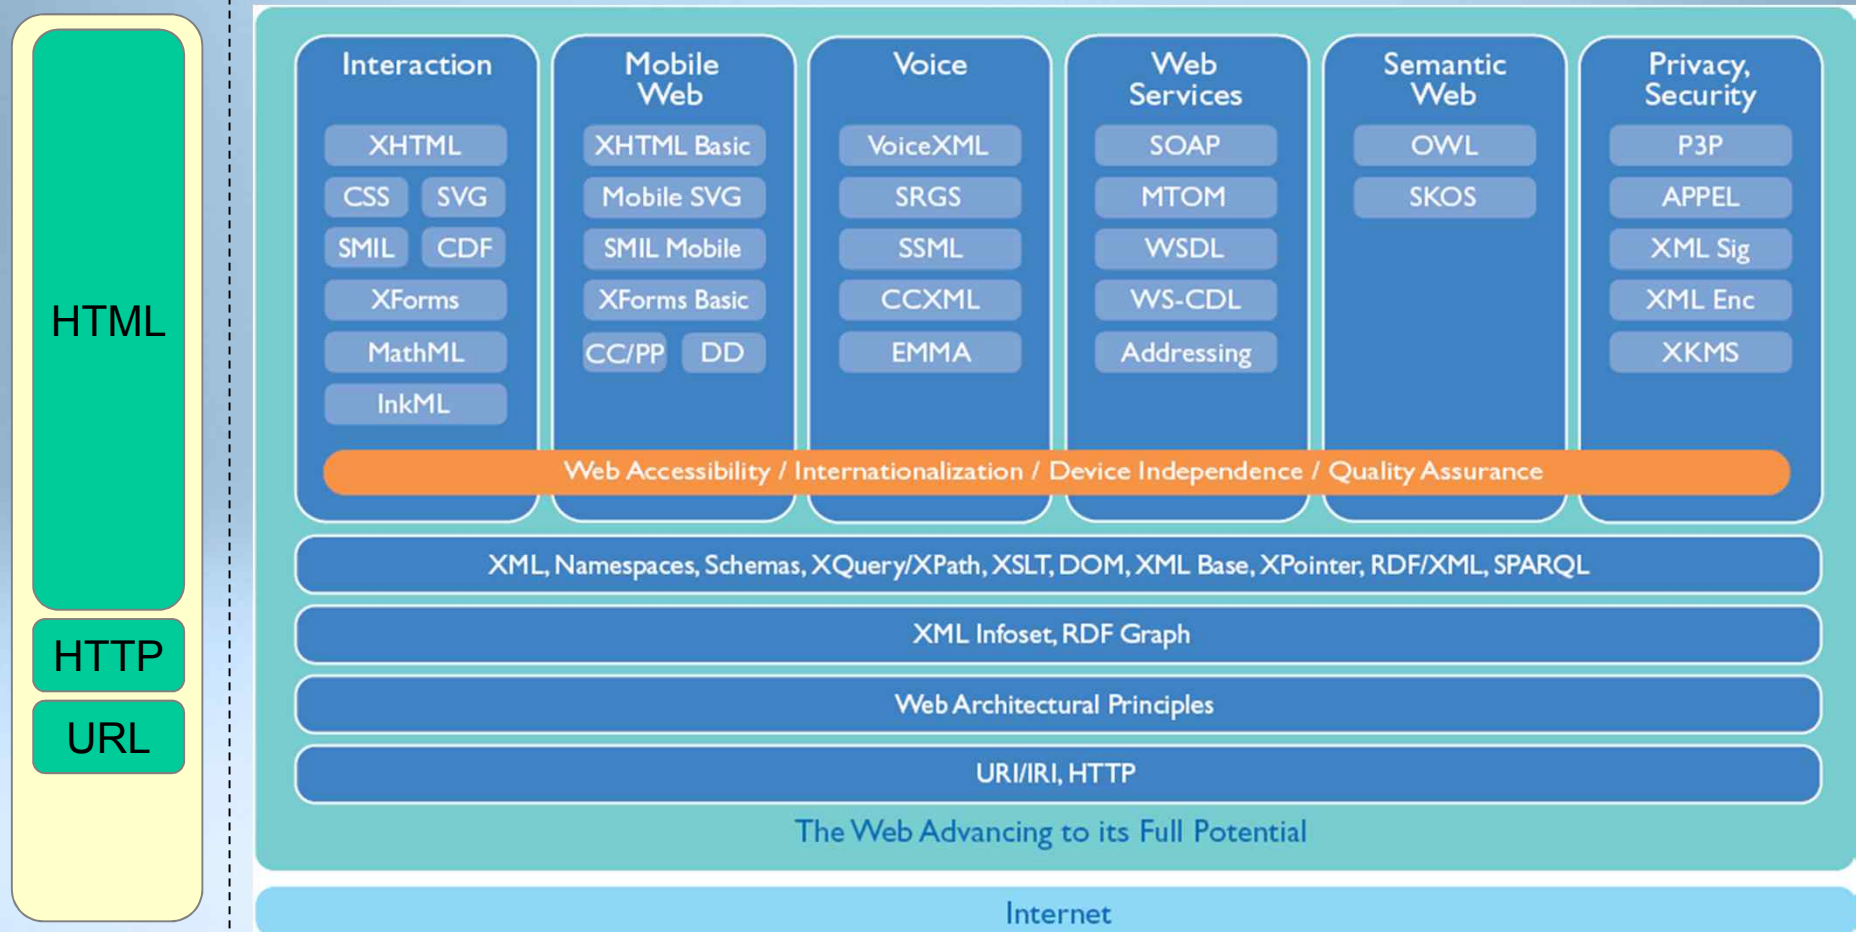 HTML
HTTP
URL
Interaction
XHTML
CSS SVG
SMIL CDF
XForms
MathML
InkML
Mobile
Web
XHTML Basic
Mobile SVG
SMIL Mobile
XForms Basic
CC/PP DD
Voice
VoiceXML
SRGS
SSML
CCXML
EMMA
Web
Services
SOAP
MTOM
WSDL
WS-CDL
Addressing
Semantic
Web
OWL
SKOS
Privacy,
Security
P3P
APPEL
XML Sig
XML Enc
XKMS
Web Accessibility / Internationalization / Device Independence / Quality Assurance
XML, Namespaces, Schemas, XQuery/XPath, XSLT, DOM, XML Base, XPointer, RDF/XML, SPARQL
XML Infoset, RDF Graph
Web Architectural Principles
URI/IRI, HTTP
The Web Advancing to its Full Potential
Internet